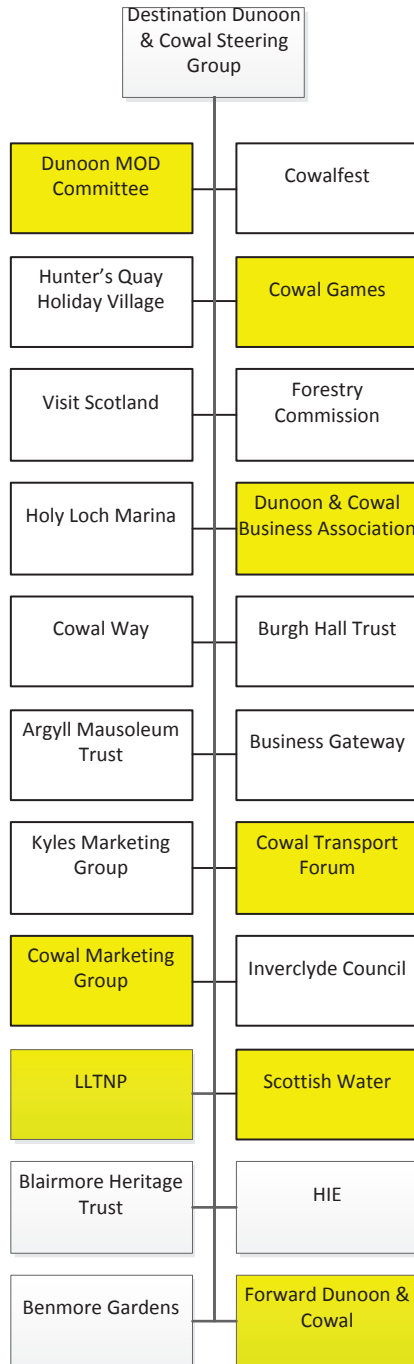 Destination Dunoon
& Cowal Steering
Group
Dunoon MOD
Committee
Cowalfest
Hunter’s Quay
Holiday Village
Cowal Games
Visit Scotland
Forestry
Commission
Holy Loch Marina
Dunoon & Cowal
Business Association
Cowal Way
Burgh Hall Trust
Argyll Mausoleum
Trust
Business Gateway
Kyles Marketing
Group
Cowal Transport
Forum
Cowal Marketing
Group
Inverclyde Council
LLTNP
Scottish Water
Blairmore Heritage
Trust
HIE
Benmore Gardens
Forward Dunoon &
Cowal